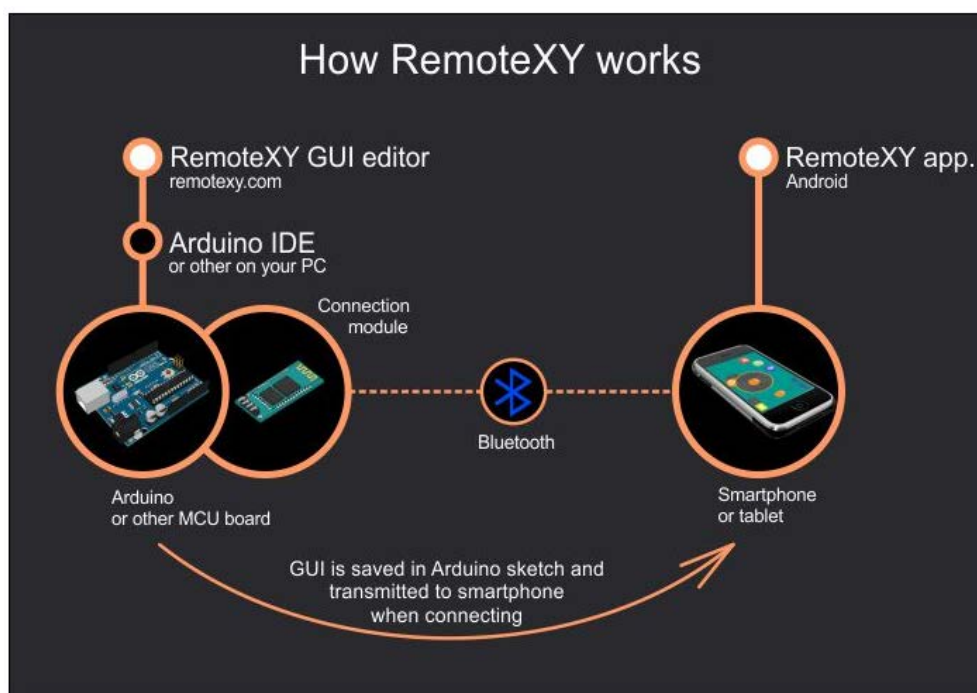 How RemoteXY works
RemoteXY GUI editor
remotexy.com
RemoteXY app.
Android
Arduino IDE
or other on your PC
Connection
module
Bluetooth
Arduino
or other MCU board
Smartphone
or tablet
GUI is saved in Arduino sketch and
transmitted to smartphone
when connecting